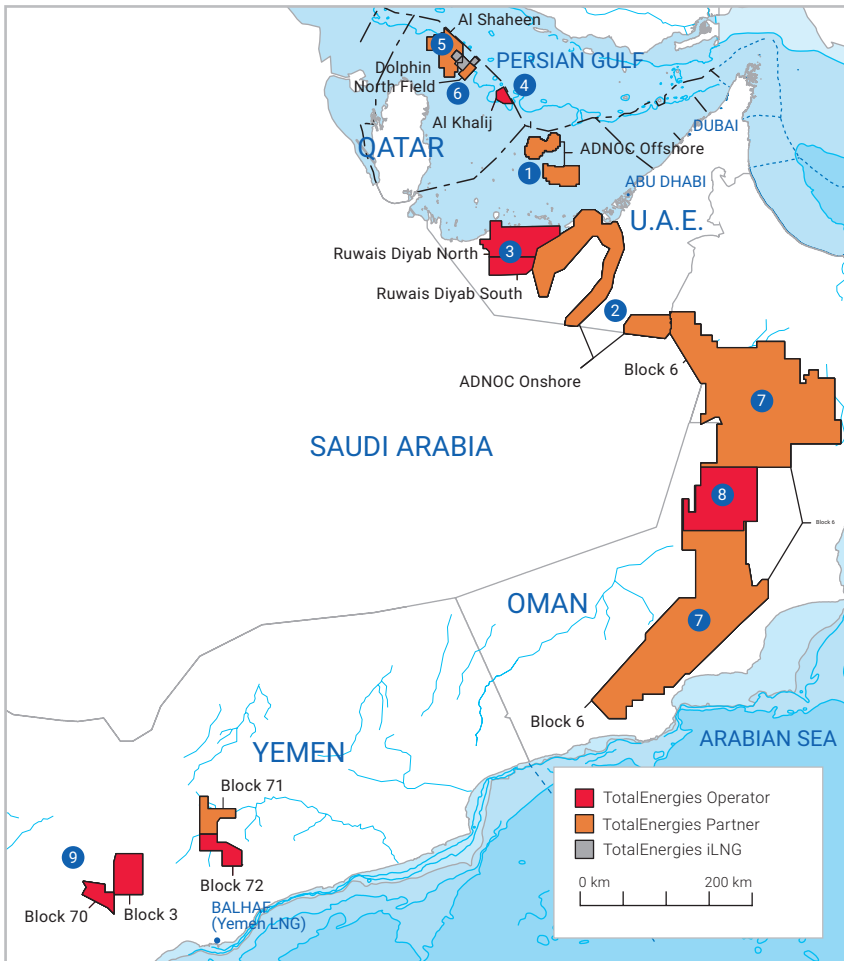 Al Shaheen
5
PERSIAN GULF
Dolphin
North Field
6
4
Al Khalij
QATAR
DUBAI
ADNOC Offshore
1
ABU DHABI
U.A.E.
Ruwais Diyab North
3
Ruwais Diyab South
2
ADNOC Onshore
Block 6
7
SAUDI ARABIA
8
Block 6
OMAN
7
Block 6
ARABIAN SEA
YEMEN
Block 71
9
Block 72
Block 70
Block 3
BALHAF
(Yemen LNG)
TotalEnergies Operator
TotalEnergies Partner
TotalEnergies iLNG
0 km 200 km